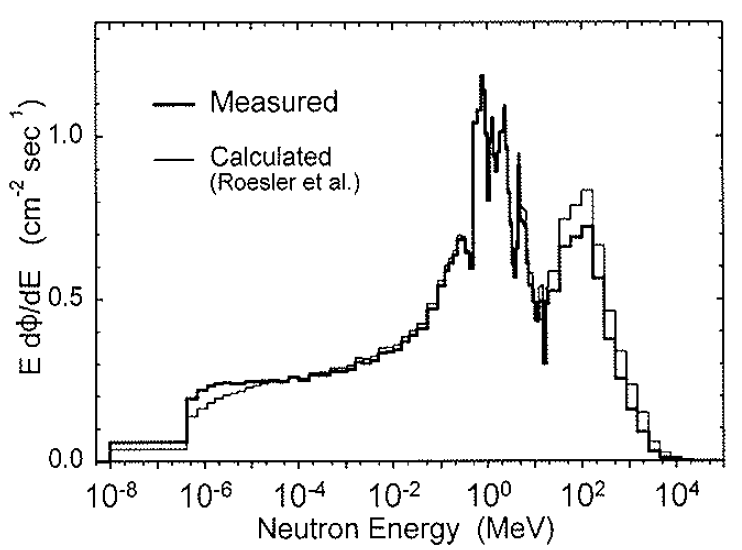 Measured
Calculated
(Roesler et al.)
E dϕ/dE (cm⁻² sec⁻¹)
1.0
0.5
0.0
10⁻⁸ 10⁻⁶ 10⁻⁴ 10⁻² 10⁰ 10² 10⁴
Neutron Energy (MeV)